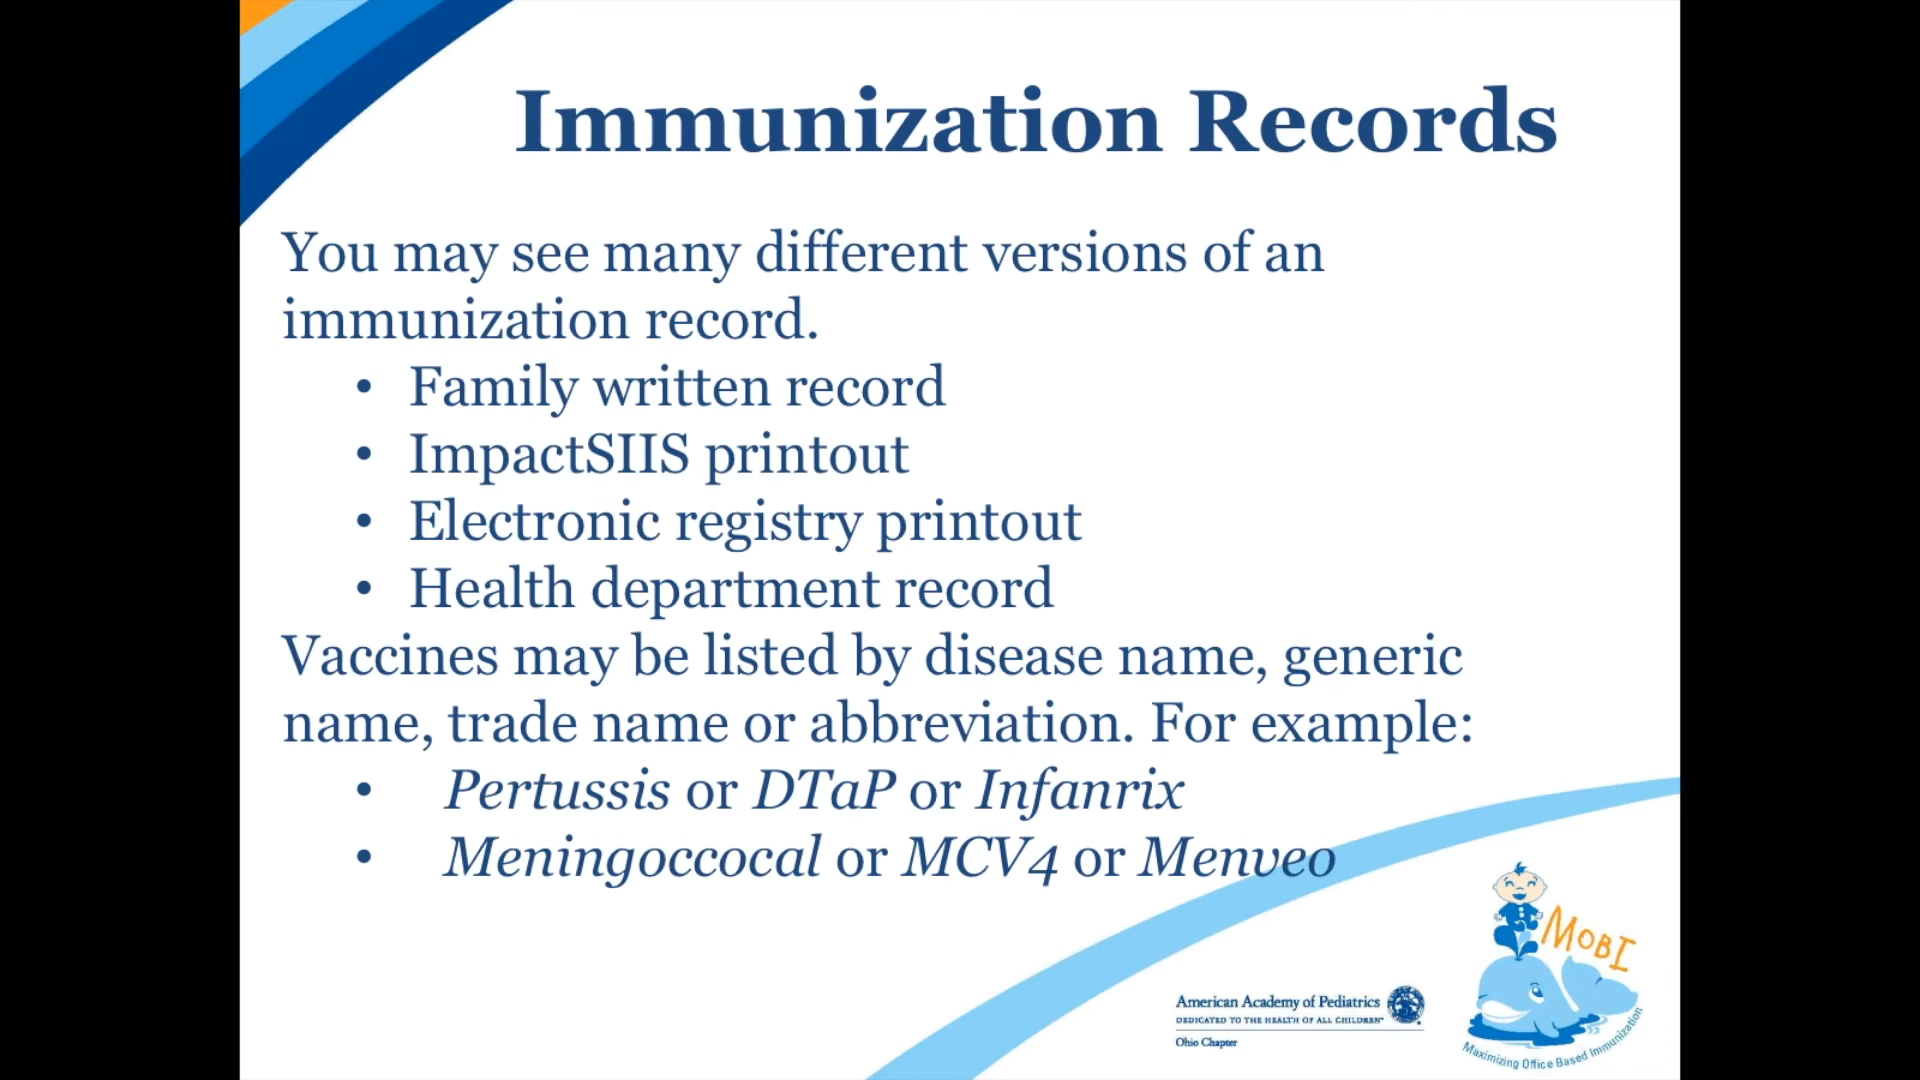 Immunization Records
You may see many different versions of an
immunization record.
• Family written record
• ImpactSIIS printout
• Electronic registry printout
• Health department record
Vaccines may be listed by disease name, generic
name, trade name or abbreviation. For example:
• Pertussis or DTaP or Infanrix
• Meningoccocal or MCV4 or Menveo
MOBI
American Academy of Pediatrics
DEDICATED TO THE HEALTH OF ALL CHILDREN™
Ohio Chapter
Maximizing Office Based Immunization